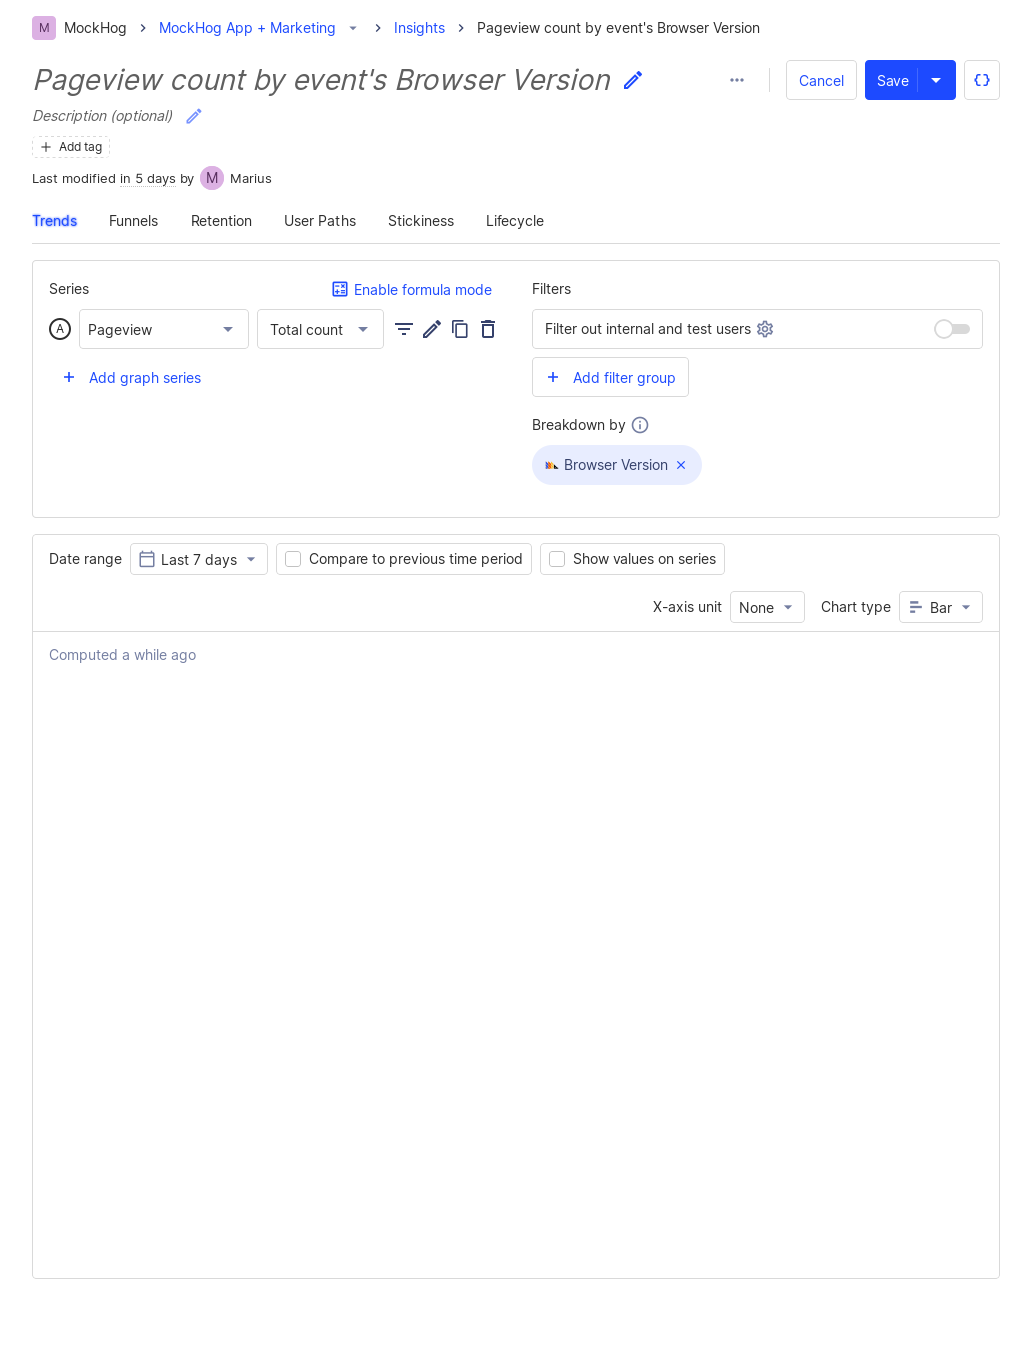 M MockHog MockHog App + Marketing Insights Pageview count by event's Browser Version
Pageview count by event's Browser Version
Cancel Save
Description (optional)
Add tag
Last modified in 5 days by M Marius
Trends Funnels Retention User Paths Stickiness Lifecycle
Series Enable formula mode
A Pageview Total count
Add graph series
Filters
Filter out internal and test users
Add filter group
Breakdown by
Browser Version
Date range Last 7 days Compare to previous time period Show values on series
X-axis unit None Chart type Bar
Computed a while ago